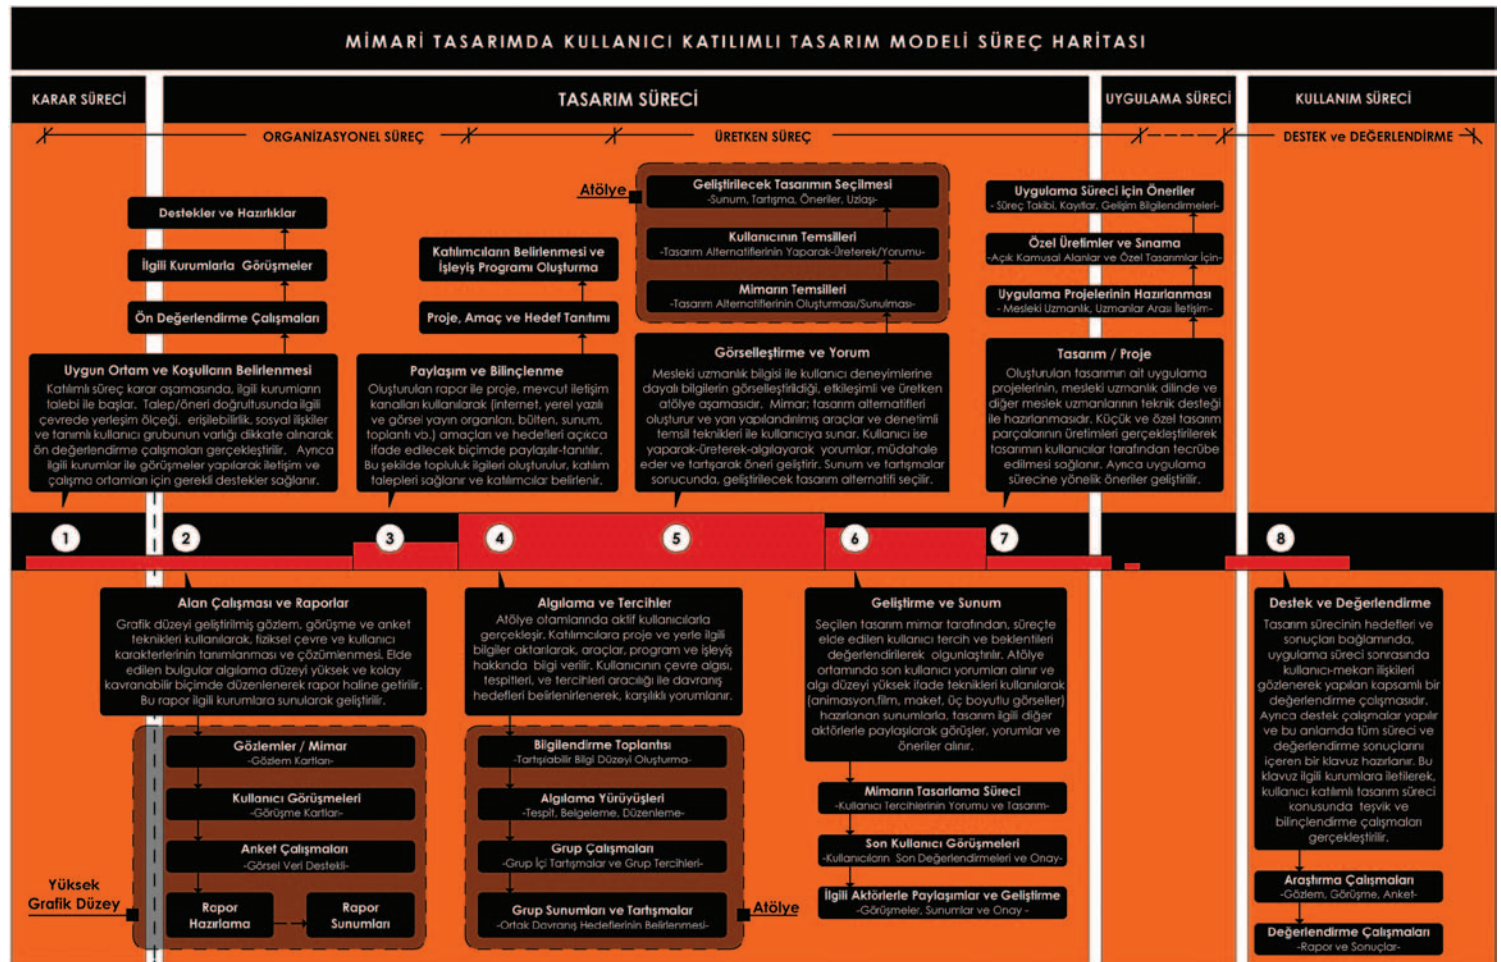 MİMARİ TASARIMDA KULLANICI KATILIMLI TASARIM MODELİ SÜREÇ HARİTASI
KARAR SÜRECİ
TASARIM SÜRECİ
UYGULAMA SÜRECİ
KULLANIM SÜRECİ
ORGANİZASYONEL SÜREÇ
ÜRETKEN SÜREÇ
DESTEK ve DEĞERLENDİRME
Destekler ve Hazırlıklar
İlgili Kurumlarla Görüşmeler
Ön Değerlendirme Çalışmaları
Uygun Ortam ve Koşulların Belirlenmesi
Katılımlı süreç karar aşamasında, ilgili kurumların
talebi ile başlar. Talep/öneri doğrultusunda ilgili
çevrede yerleşim ölçeği, erişilebilirlik, sosyal ilişkiler
ve tanımlı kullanıcı grubunun varlığı dikkate alınarak
ön değerlendirme çalışmaları gerçekleştirilir. Ayrıca
ilgili kurumlar ile görüşmeler yapılarak iletişim ve
çalışma ortamları için gerekli destekler sağlanır.
Katılımcıların Belirlenmesi ve
İşleyiş Programı Oluşturma
Proje, Amaç ve Hedef Tanıtımı
Paylaşım ve Bilinçlenme
Oluşturulan rapor ile proje, mevcut iletişim
kanalları kullanılarak (internet, yerel yazılı
ve görsel yayın organları, bülten, sunum,
toplantı vb.) amaçları ve hedefleri açıkca
ifade edilecek biçimde paylaşılır-tanıtılır.
Bu şekilde topluluk ilgileri oluşturulur, katılım
talepleri sağlanır ve katılımcılar belirlenir.
Atölye
Geliştirilecek Tasarımın Seçilmesi
-Sunum, Tartışma, Öneriler, Uzlaşı-
Kullanıcının Temsilleri
-Tasarım Alternatiflerinin Yaparak-Üreterek/Yorumu-
Mimarın Temsilleri
-Tasarım Alternatiflerinin Oluşturması/Sunulması-
Görselleştirme ve Yorum
Mesleki uzmanlık bilgisi ile kullanıcı deneyimlerine
dayalı bilgilerin görselleştirildiği, etkileşimli ve üretken
atölye aşamasıdır. Mimar; tasarım alternatifleri
oluşturur ve yarı yapılandırılmış araçlar ve denetimli
temsil teknikleri ile kullanıcıya sunar. Kullanıcı ise
yaparak-üreterek-algılayarak yorumlar, müdahale
eder ve tartışarak öneri geliştirir. Sunum ve tartışmalar
sonucunda, geliştirilecek tasarım alternatifi seçilir.
Uygulama Süreci için Öneriler
- Süreç Takibi, Kayıtlar, Gelişim Bilgilendirmeleri-
Özel Üretimler ve Sınama
-Açık Kamusal Alanlar ve Özel Tasarımlar İçin-
Uygulama Projelerinin Hazırlanması
- Mesleki Uzmanlık, Uzmanlar Arası İletişim-
Tasarım / Proje
Oluşturulan tasarımın ait uygulama
projelerinin, mesleki uzmanlık dilinde ve
diğer meslek uzmanlarının teknik desteği
ile hazırlanmasıdır. Küçük ve özel tasarım
parçalarının üretimleri gerçekleştirilerek
tasarımın kullanıcılar tarafından tecrübe
edilmesi sağlanır. Ayrıca uygulama
sürecine yönelik öneriler geliştirilir.
1
2
3
4
5
6
7
8
Alan Çalışması ve Raporlar
Grafik düzeyi geliştirilmiş gözlem, görüşme ve anket
teknikleri kullanılarak, fiziksel çevre ve kullanıcı
karakterlerinin tanımlanması ve çözümlenmesi. Elde
edilen bulgular algılama düzeyi yüksek ve kolay
kavranabilir biçimde düzenlenerek rapor haline getirilir.
Bu rapor ilgili kurumlara sunularak geliştirilir.
Gözlemler / Mimar
-Gözlem Kartları-
Kullanıcı Görüşmeleri
-Görüşme Kartları-
Anket Çalışmaları
-Görsel Veri Destekli-
Rapor
Hazırlama
Rapor
Sunumları
Yüksek
Grafik Düzey
Algılama ve Tercihler
Atölye otamlarında aktif kullanıcılarla
gerçekleşir. Katılımcılara proje ve yerle ilgili
bilgiler aktarılarak, araçlar, program ve işleyiş
hakkında bilgi verilir. Kullanıcının çevre algısı,
tespitleri, ve tercihleri aracılığı ile davranış
hedefleri belirlenirlenerek, karşılıklı yorumlanır.
Bilgilendirme Toplantısı
-Tartışılabilir Bilgi Düzeyi Oluşturma-
Algılama Yürüyüşleri
-Tespit, Belgeleme, Düzenleme-
Grup Çalışmaları
-Grup İçi Tartışmalar ve Grup Tercihleri-
Grup Sunumları ve Tartışmalar
-Ortak Davranış Hedeflerinin Belirlenmesi-
Atölye
Geliştirme ve Sunum
Seçilen tasarım mimar tarafından, süreçte
elde edilen kullanıcı tercih ve beklentileri
değerlendirilerek olgunlaştırılır. Atölye
ortamında son kullanıcı yorumları alınır ve
algı düzeyi yüksek ifade teknikleri kullanılarak
(animasyon,film, maket, üç boyutlu görseller)
hazırlanan sunumlarla, tasarım ilgili diğer
aktörlerle paylaşılarak görüşler, yorumlar ve
öneriler alınır.
Mimarın Tasarlama Süreci
-Kullanıcı Tercihlerinin Yorumu ve Tasarım-
Son Kullanıcı Görüşmeleri
-Kullanıcıların Son Değerlendirmeleri ve Onay-
İlgili Aktörlerle Paylaşımlar ve Geliştirme
-Görüşmeler, Sunumlar ve Onay -
Destek ve Değerlendirme
Tasarım sürecinin hedefleri ve
sonuçları bağlamında,
uygulama süreci sonrasında
kullanıcı-mekan ilişkileri
gözlenerek yapılan kapsamlı bir
değerlendirme çalışmasıdır.
Ayrıca destek çalışmalar yapılır
ve bu anlamda tüm süreci ve
değerlendirme sonuçlarını
içeren bir klavuz hazırlanır. Bu
klavuz ilgili kurumlara iletilerek,
kullanıcı katılımlı tasarım süreci
konusunda teşvik ve
bilinçlendirme çalışmaları
gerçekleştirilir.
Araştırma Çalışmaları
-Gözlem, Görüşme, Anket-
Değerlendirme Çalışmaları
-Rapor ve Sonuçlar-